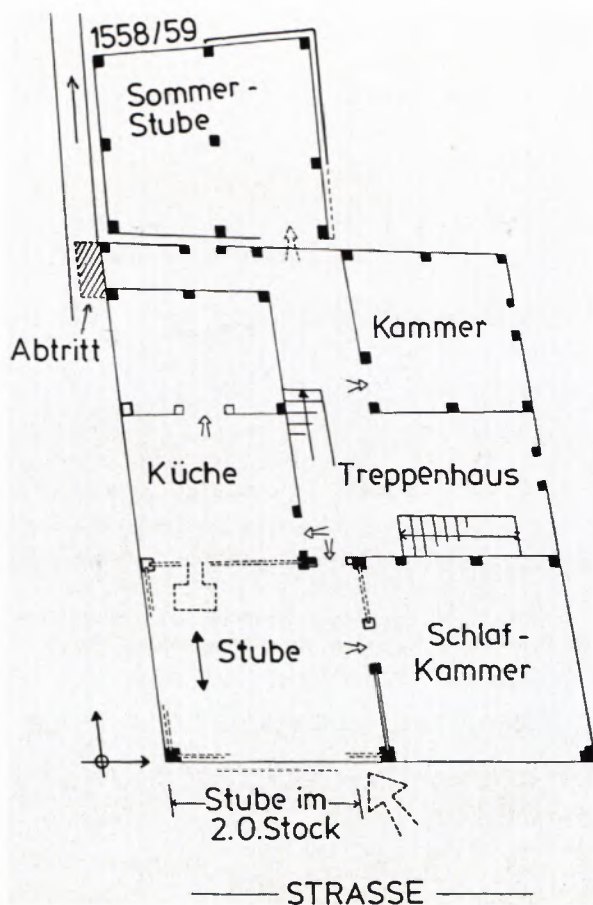 1558/59
Sommer-
Stube
Abtritt
Kammer
Küche
Treppenhaus
Stube
Schlaf-
Kammer
Stube im
2.O.Stock
STRASSE